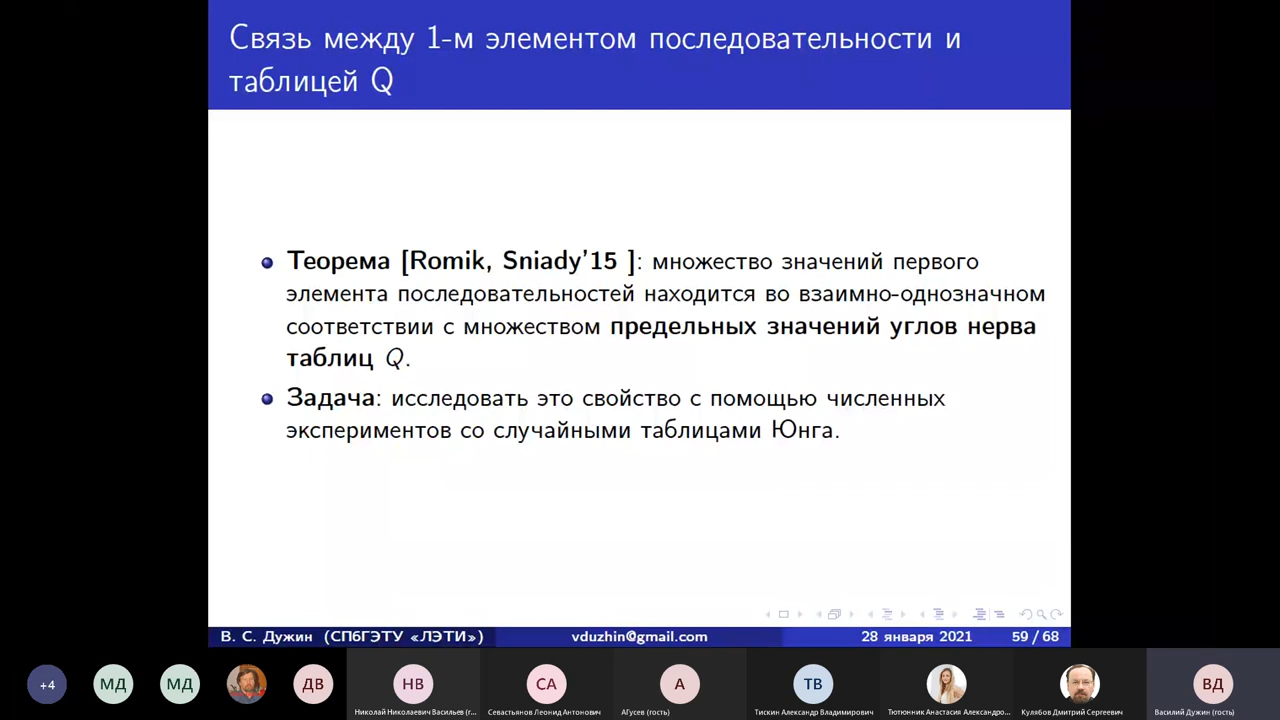 Связь между 1-м элементом последовательности и
таблицей Q
Теорема [Romik, Sniady'15 ]: множество значений первого
элемента последовательностей находится во взаимно-однозначном
соответствии с множеством предельных значений углов нерва
таблиц Q.
Задача: исследовать это свойство с помощью численных
экспериментов со случайными таблицами Юнга.
В. С. Дужин (СПбГЭТУ «ЛЭТИ») vduzhin@gmail.com 28 января 2021 59 / 68
+4 МД МД ДВ НВ СА А ТВ ВД
Николай Николаевич Васильев (г... Севастьянов Леонид Антонович АГусев (гость) Тискин Александр Владимирович Тютюнник Анастасия Александро... Кулябов Дмитрий Сергеевич Василий Дужин (гость)